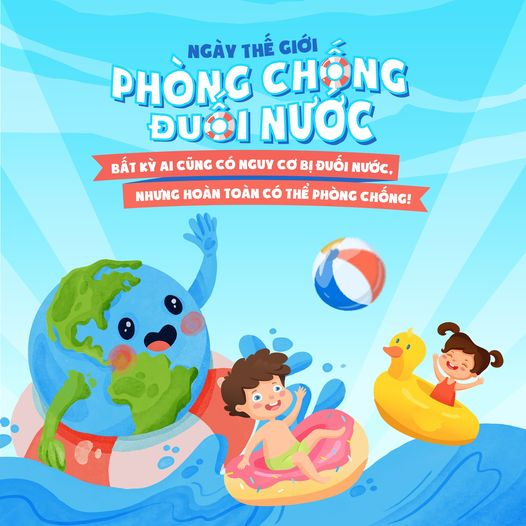 NGÀY THẾ GIỚI
PHÒNG CHỐNG
ĐUỐI NƯỚC
BẤT KỲ AI CŨNG CÓ NGUY CƠ BỊ ĐUỐI NƯỚC,
NHƯNG HOÀN TOÀN CÓ THỂ PHÒNG CHỐNG!